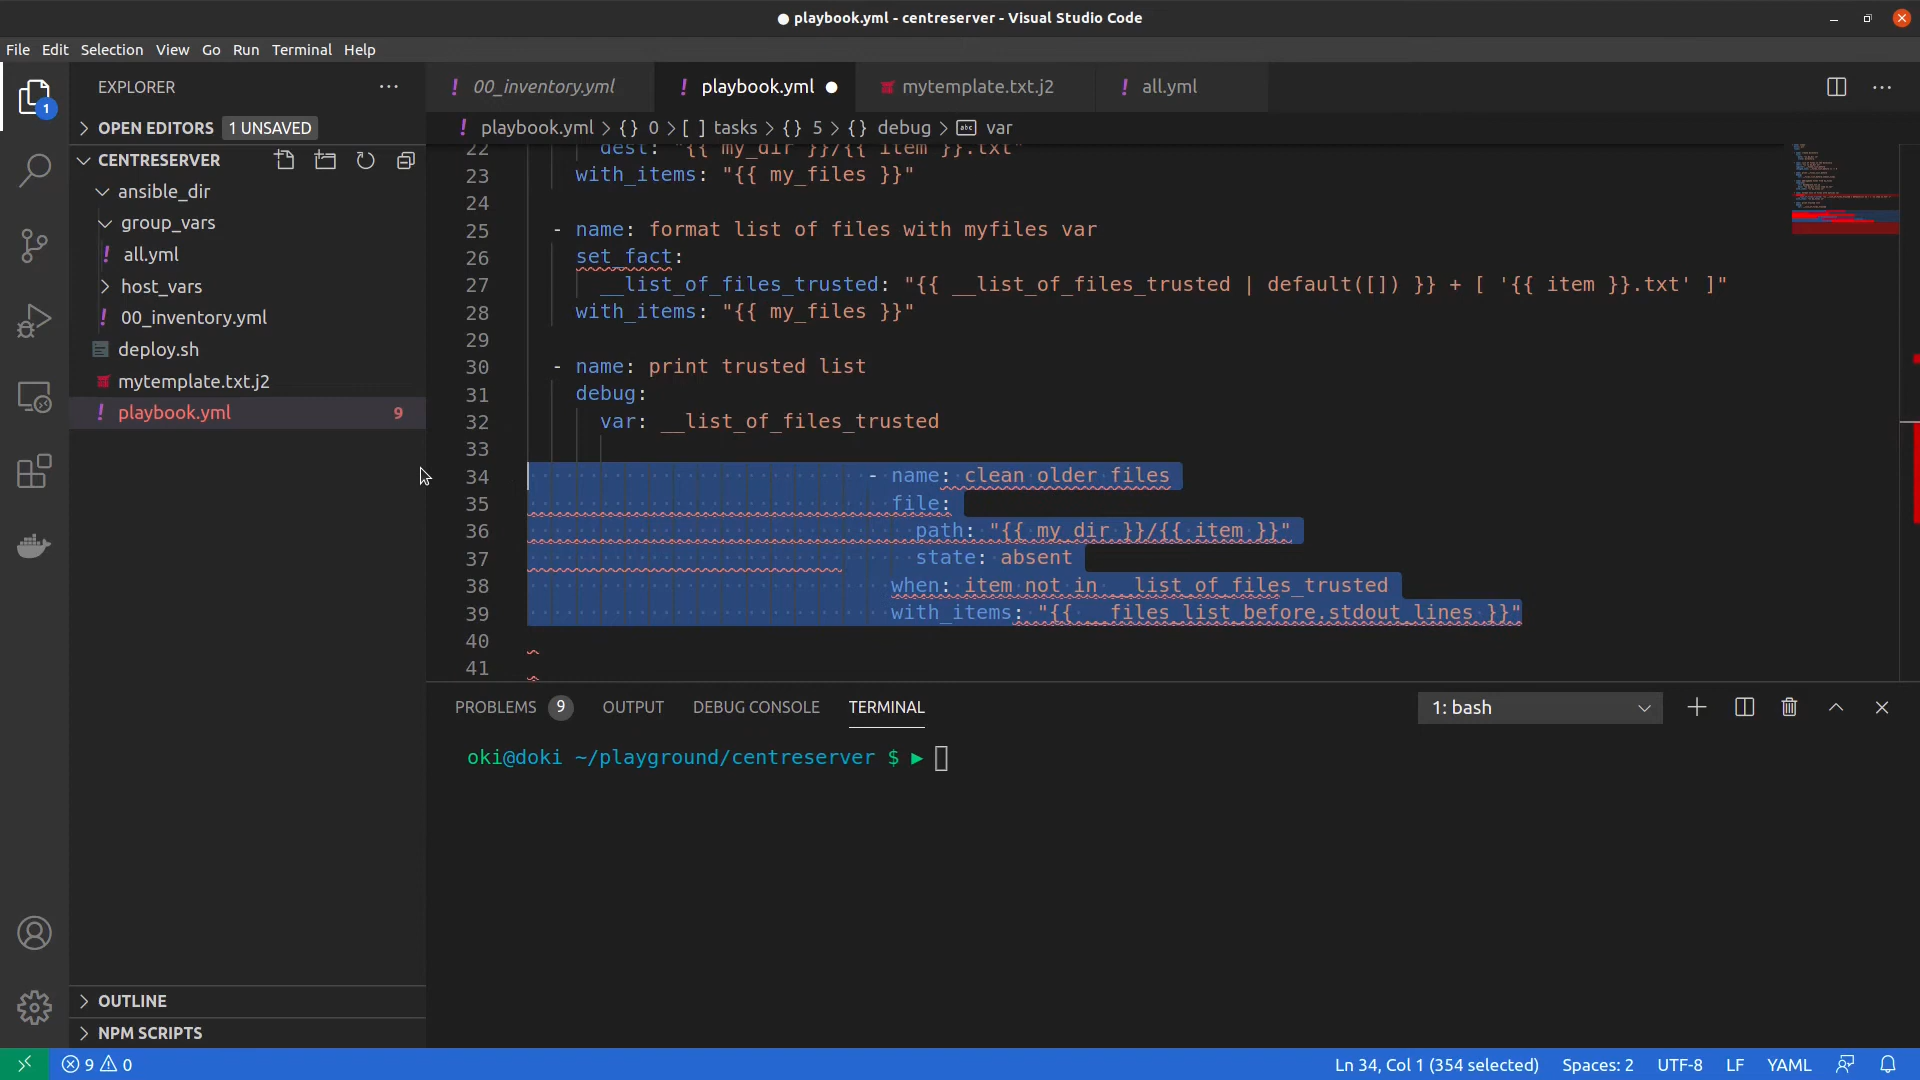 playbook.yml - centreserver - Visual Studio Code
File Edit Selection View Go Run Terminal Help
EXPLORER
00_inventory.yml playbook.yml mytemplate.txt.j2 all.yml
1
OPEN EDITORS 1 UNSAVED
playbook.yml > {} 0 > [ ] tasks > {} 5 > {} debug > abc var
CENTRESERVER
ansible_dir
group_vars
all.yml
host_vars
00_inventory.yml
deploy.sh
mytemplate.txt.j2
playbook.yml 9
22 dest: "{{ my_dir }}/{{ item }}.txt"
23 with_items: "{{ my_files }}"
24
25 - name: format list of files with myfiles var
26 set_fact:
27 __list_of_files_trusted: "{{ __list_of_files_trusted | default([]) }} + [ '{{ item }}.txt' ]"
28 with_items: "{{ my_files }}"
29
30 - name: print trusted list
31 debug:
32 var: __list_of_files_trusted
33
34 - name: clean older files
35 file:
36 path: "{{ my_dir }}/{{ item }}"
37 state: absent
38 when: item not in __list_of_files_trusted
39 with_items: "{{ __files_list_before.stdout_lines }}"
40
41
PROBLEMS 9 OUTPUT DEBUG CONSOLE TERMINAL 1: bash
oki@doki ~/playground/centreserver $ ▶
OUTLINE
NPM SCRIPTS
9 0 Ln 34, Col 1 (354 selected) Spaces: 2 UTF-8 LF YAML